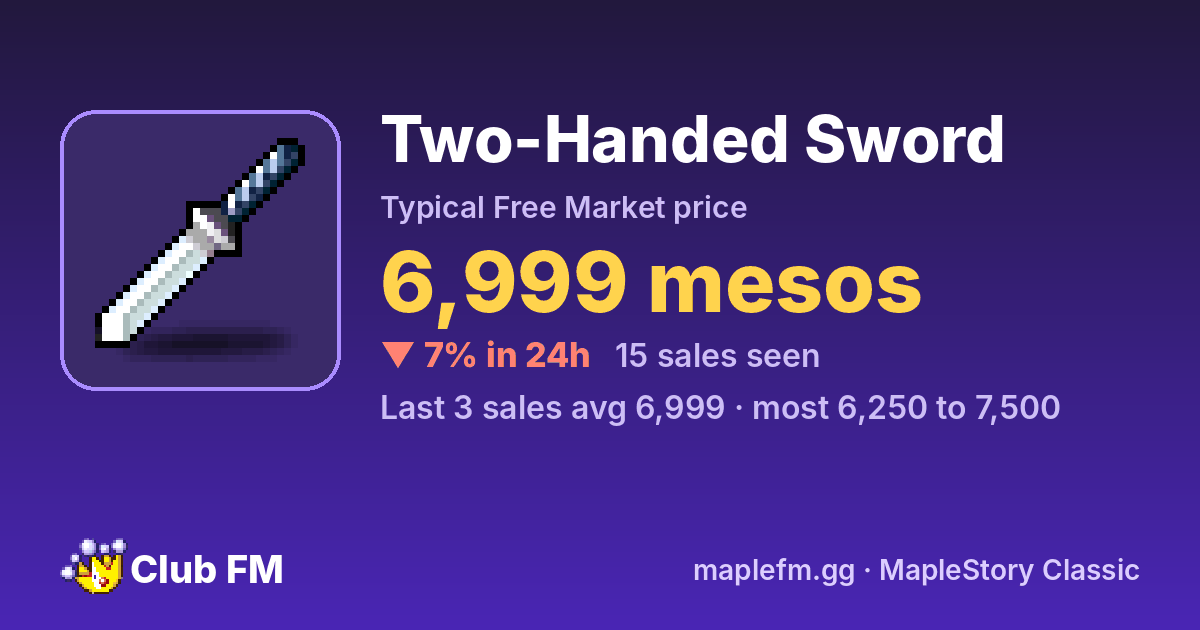 Two-Handed Sword
Typical Free Market price
6,999 mesos
▼ 7% in 24h 15 sales seen
Last 3 sales avg 6,999 · most 6,250 to 7,500
Club FM
maplefm.gg · MapleStory Classic